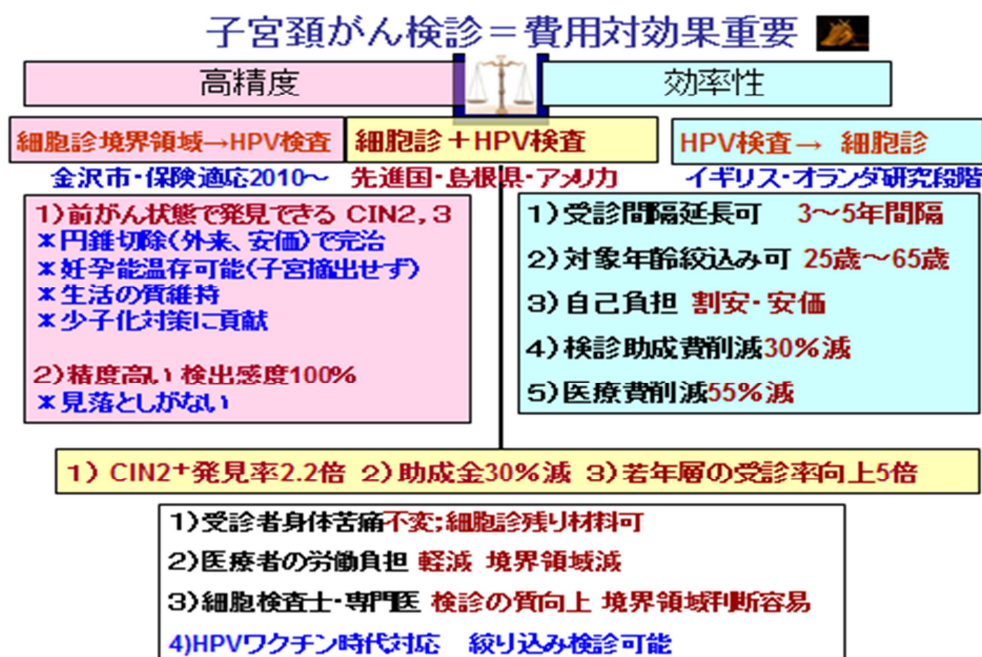 子宮頚がん検診＝費用対効果重要
高精度
効率性
細胞診境界領域→HPV検査
細胞診＋HPV検査
HPV検査→ 細胞診
金沢市・保険適応2010～
先進国・島根県・アメリカ
イギリス・オランダ研究段階
1)前がん状態で発見できる CIN2,3
＊円錐切除(外来、安価)で完治
＊妊孕能温存可能(子宮摘出せず)
＊生活の質維持
＊少子化対策に貢献
2)精度高い 検出感度100%
＊見落としがない
1)受診間隔延長可 3～5年間隔
2)対象年齢絞込み可 25歳～65歳
3)自己負担 割安・安価
4)検診助成費削減30%減
5)医療費削減55%減
1) CIN2+発見率2.2倍 2)助成金30%減 3)若年層の受診率向上5倍
1)受診者身体苦痛不変;細胞診残り材料可
2)医療者の労働負担 軽減 境界領域減
3)細胞検査士・専門医 検診の質向上 境界領域判断容易
4)HPVワクチン時代対応 絞り込み検診可能